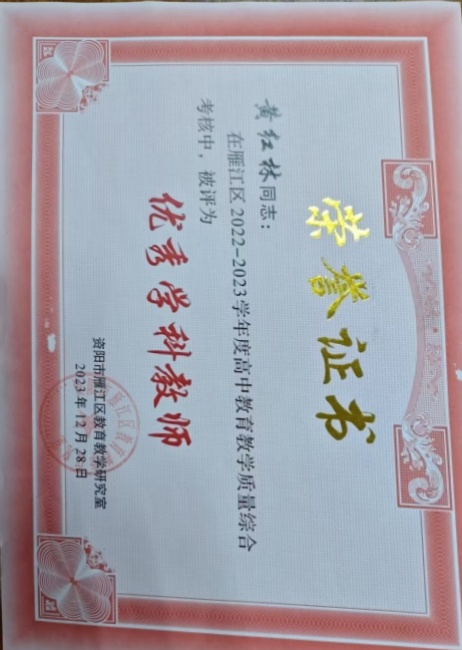 荣誉证书
黄红林同志：
在雁江区2022-2023学年度高中教育教学质量综合
考核中，被评为
优秀学科教师
资阳市雁江区教育教学研究室
2023年12月28日